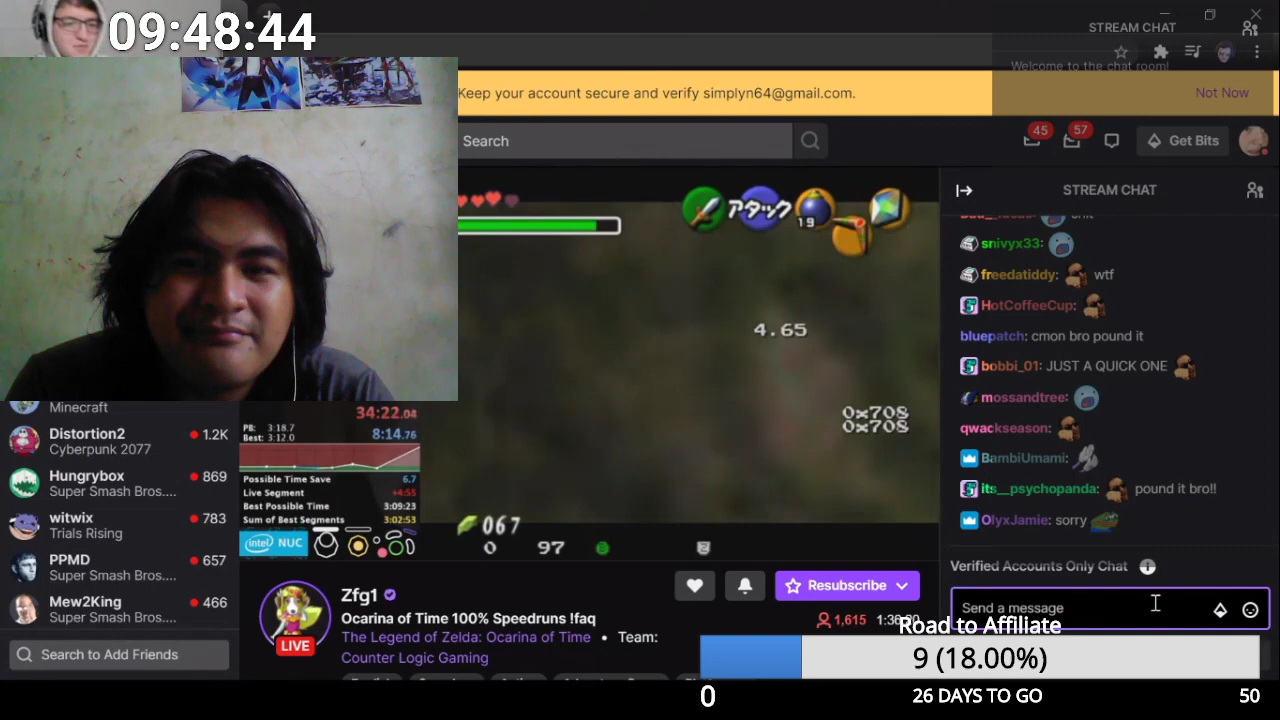 09:48:44
STREAM CHAT
Welcome to the chat room!
Keep your account secure and verify simplyn64@gmail.com.
Not Now
Search
45
57
Get Bits
アタック
19
4.65
0x708
0x708
067
0 97
34:22.04
PB: 3:18.7
Best: 3:12.0
8:14.76
Possible Time Save 6.7
Live Segment +4:55
Best Possible Time 3:09:23
Sum of Best Segments 3:02:53
intel NUC
Minecraft
Distortion2 1.2K
Cyberpunk 2077
Hungrybox 869
Super Smash Bros....
witwix 783
Trials Rising
PPMD 657
Super Smash Bros....
Mew2King 466
Super Smash Bros....
Search to Add Friends
Zfg1
LIVE
Ocarina of Time 100% Speedruns !faq
The Legend of Zelda: Ocarina of Time • Team:
Counter Logic Gaming
Resubscribe
1,615
STREAM CHAT
snivyx33:
freedatiddy: wtf
HotCoffeeCup:
bluepatch: cmon bro pound it
bobbi_01: JUST A QUICK ONE
mossandtree:
qwackseason:
BambiUmami:
its__psychopanda: pound it bro!!
OlyxJamie: sorry
Verified Accounts Only Chat
Send a message
Road to Affiliate
9 (18.00%)
0 26 DAYS TO GO 50